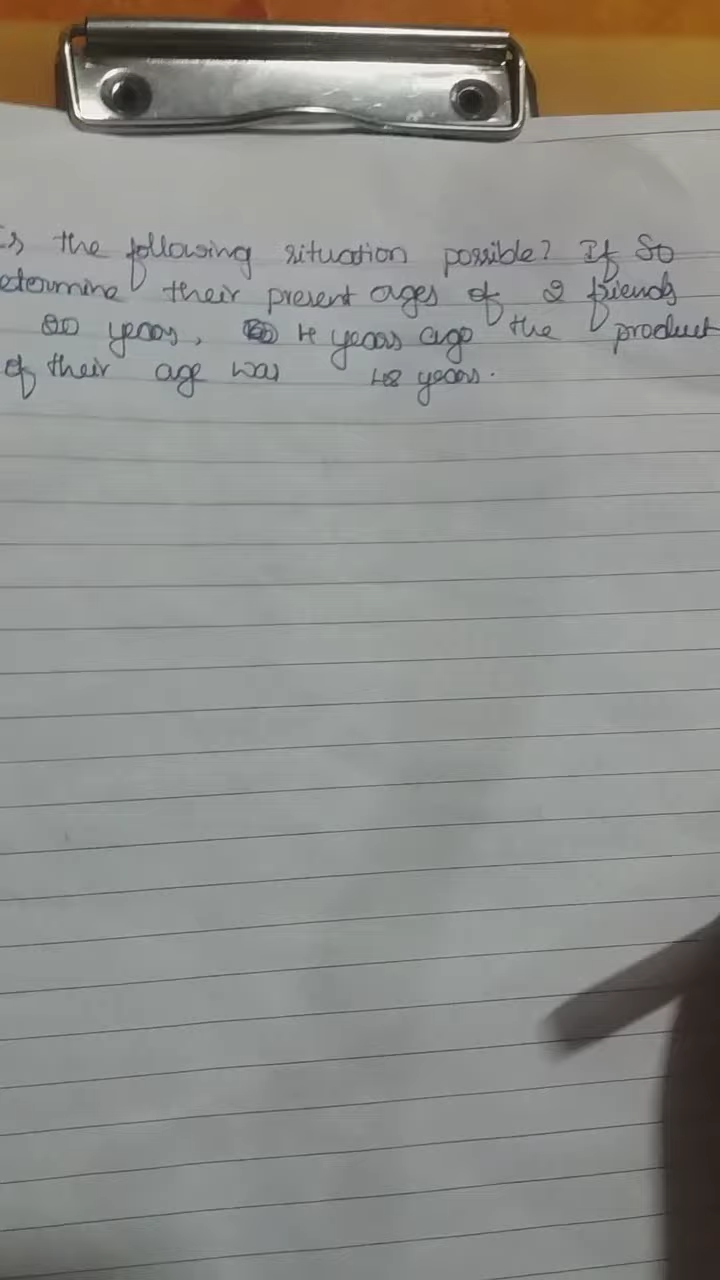 Is the following situation possible? If so
etermine their present ages of 2 friends
20 years, 4 years ago the product
of their age was 48 years.